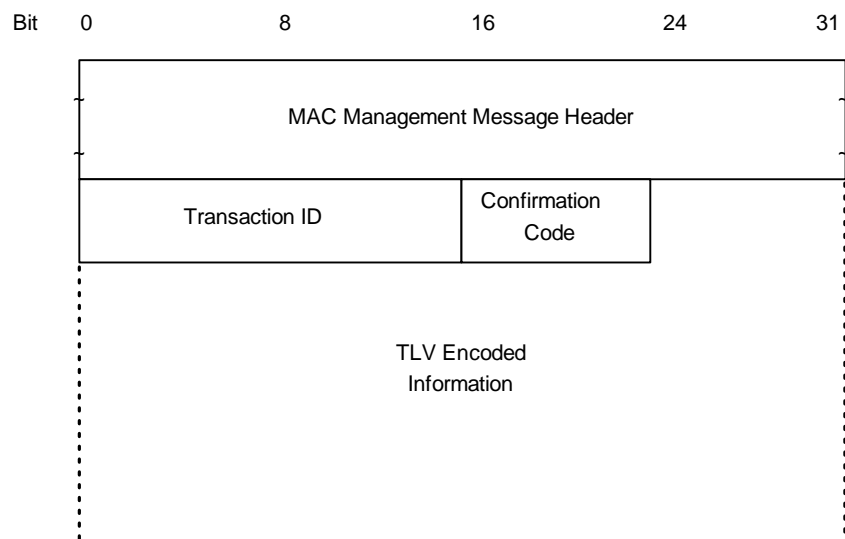 Bit 0 8 16 24 31
MAC Management Message Header
Transaction ID
Confirmation
Code
TLV Encoded
Information